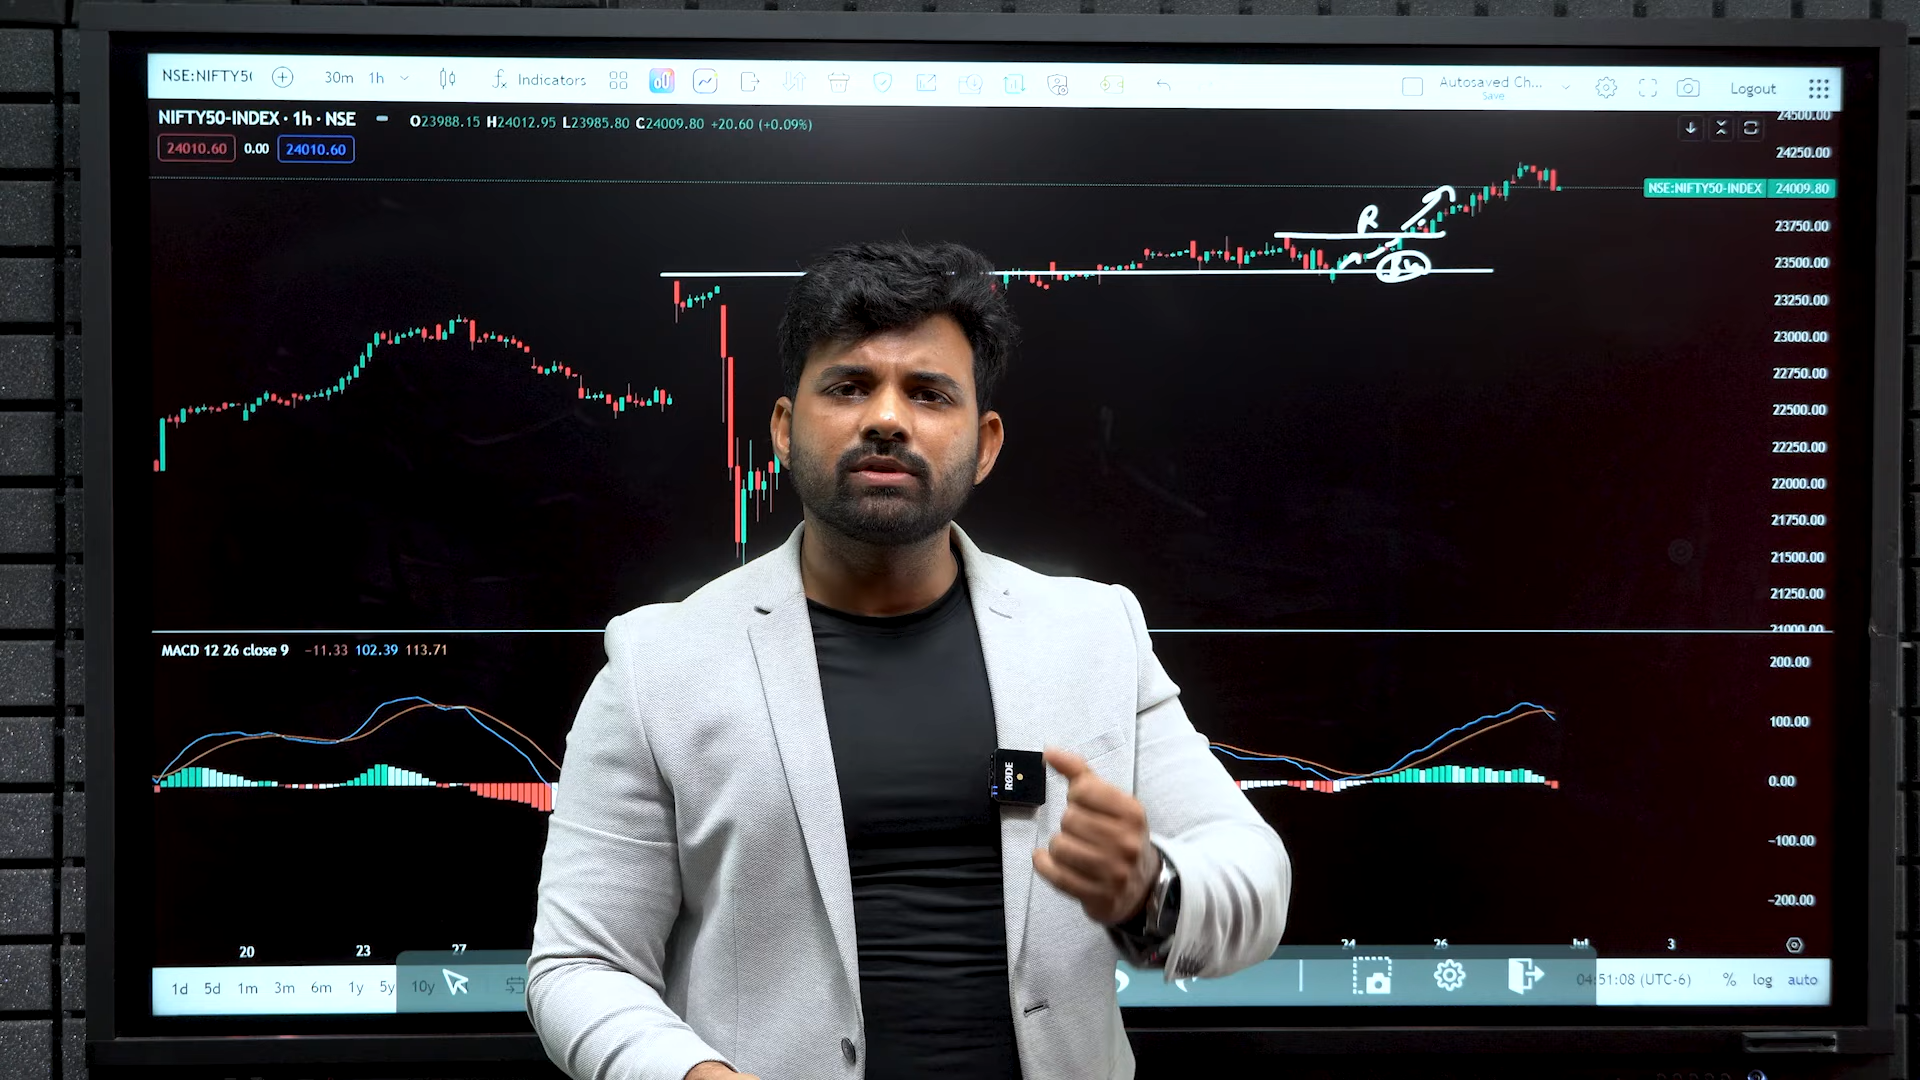 NSE:NIFTY5(
30m 1h
Indicators
Autosaved Ch...
Save
Logout
NIFTY50-INDEX · 1h · NSE
O23988.15 H24012.95 L23985.80 C24009.80 +20.60 (+0.09%)
24010.60 0.00 24010.60
24500.00
24250.00
NSE:NIFTY50-INDEX 24009.80
R
23750.00
23500.00
23250.00
23000.00
22750.00
22500.00
22250.00
22000.00
21750.00
21500.00
21250.00
21000.00
MACD 12 26 close 9 −11.33 102.39 113.71
200.00
100.00
RØDE
0.00
−100.00
−200.00
20 23 27 24 26 Jul 3
1d 5d 1m 3m 6m 1y 5y 10y
04:51:08 (UTC-6) % log auto